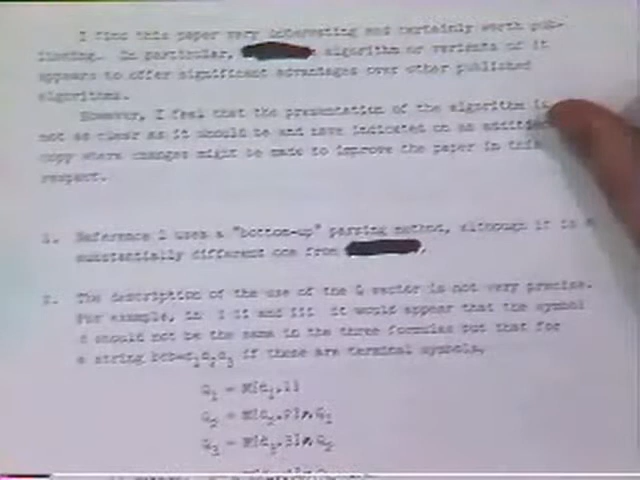 I find this paper very interesting and certainly worth pub-
lishing. In particular, algorithm or variants of it
appears to offer significant advantages over other published
algorithms.
However, I feel that the presentation of the algorithm is
not as clear as it should be and have indicated on an addition
copy where changes might be made to improve the paper in this
respect.
1. Reference 1 uses a "bottom-up" parsing method, although it is a
substantially different one from
2. The description of the use of the Q vector is not very precise.
For example, in I II and III it would appear that the symbol
should not be the same in the three formulas but that for
a string if these are terminal symbols,
Q₁ =
Q₂ =
Q₃ =